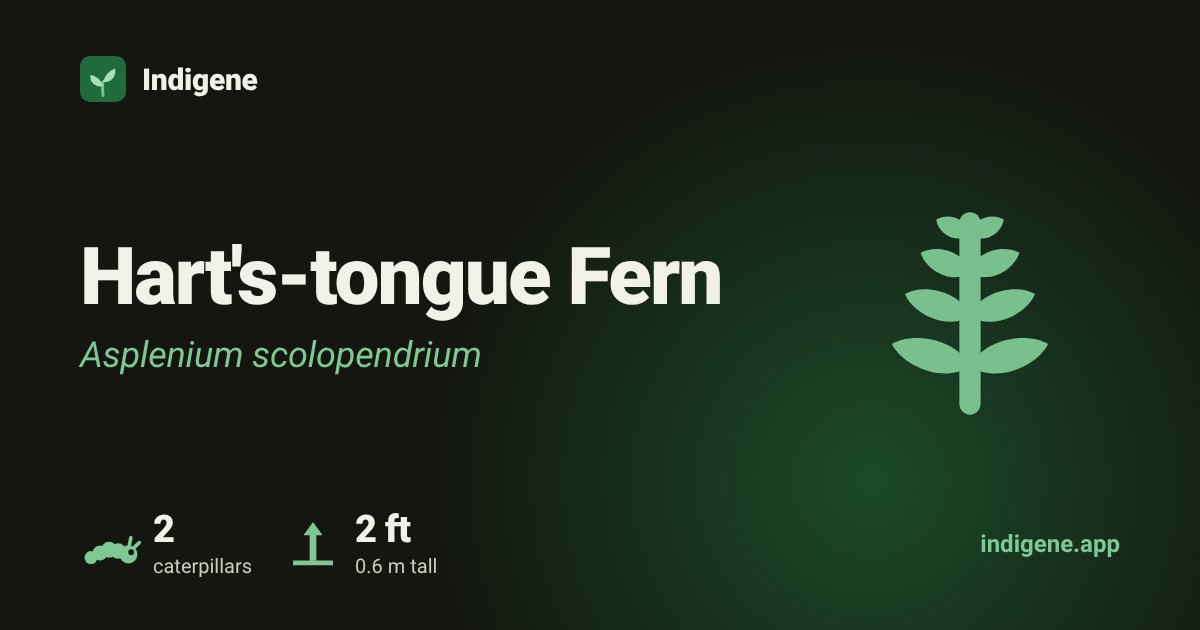 Indigene
Hart's-tongue Fern
Asplenium scolopendrium
2
caterpillars
2 ft
0.6 m tall
indigene.app